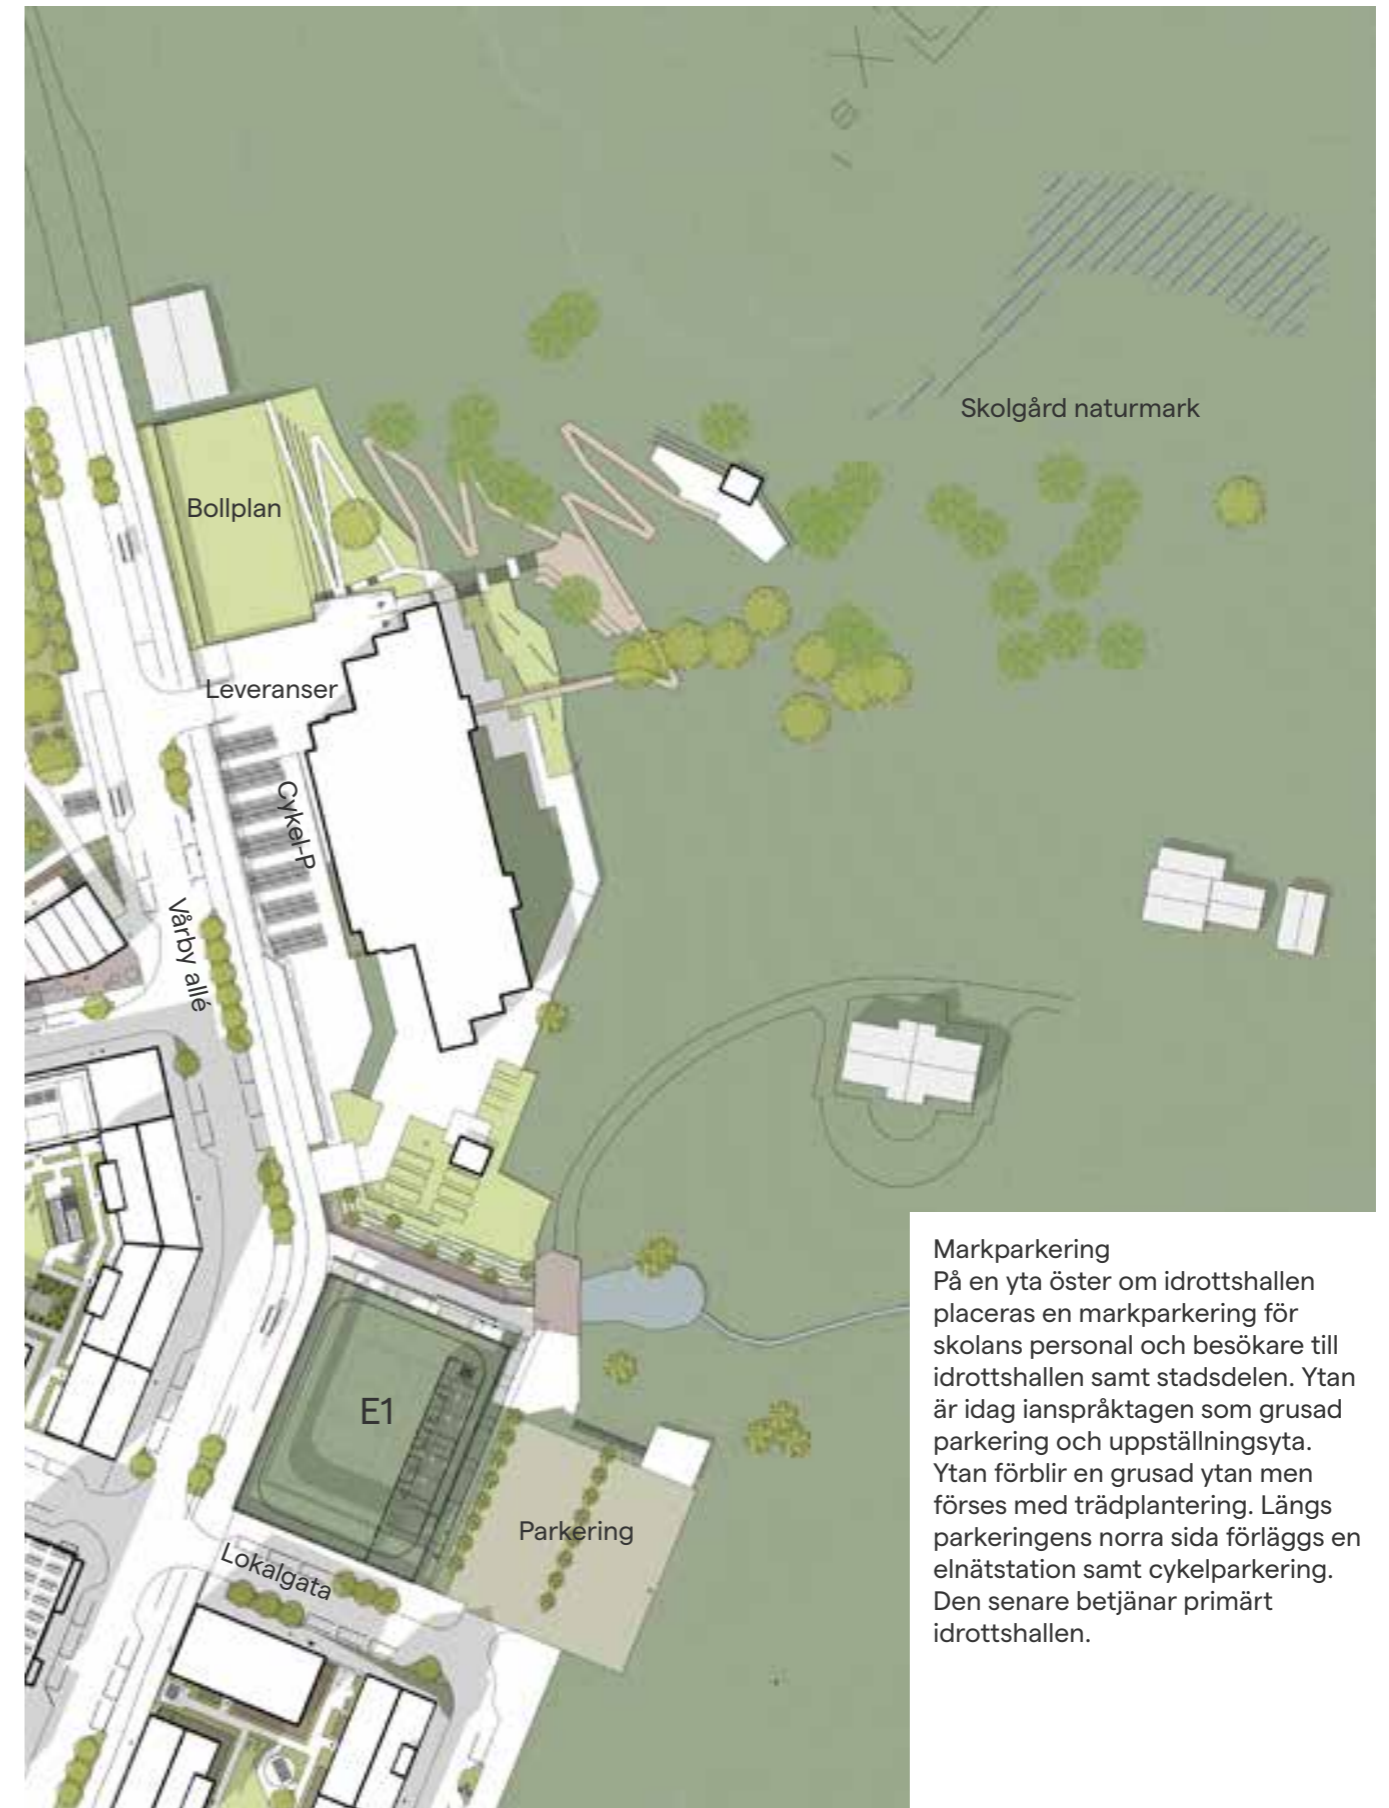 Skolgård naturmark
Bollplan
Leveranser
Cykel-P
Vårby allé
E1
Parkering
Lokalgata
Markparkering
På en yta öster om idrottshallen
placeras en markparkering för
skolans personal och besökare till
idrottshallen samt stadsdelen. Ytan
är idag ianspråktagen som grusad
parkering och uppställningsyta.
Ytan förblir en grusad ytan men
förses med trädplantering. Längs
parkeringens norra sida förläggs en
elnätstation samt cykelparkering.
Den senare betjänar primärt
idrottshallen.